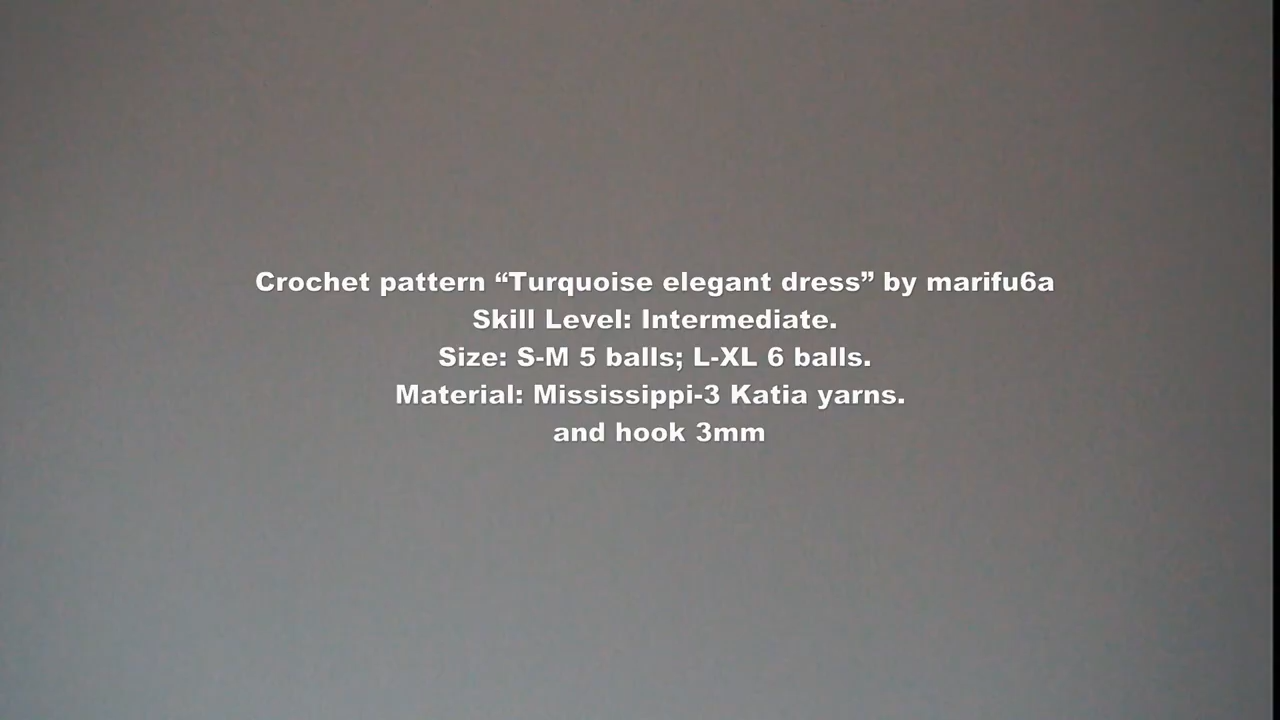 Crochet pattern “Turquoise elegant dress” by marifu6a
Skill Level: Intermediate.
Size: S-M 5 balls; L-XL 6 balls.
Material: Mississippi-3 Katia yarns.
and hook 3mm